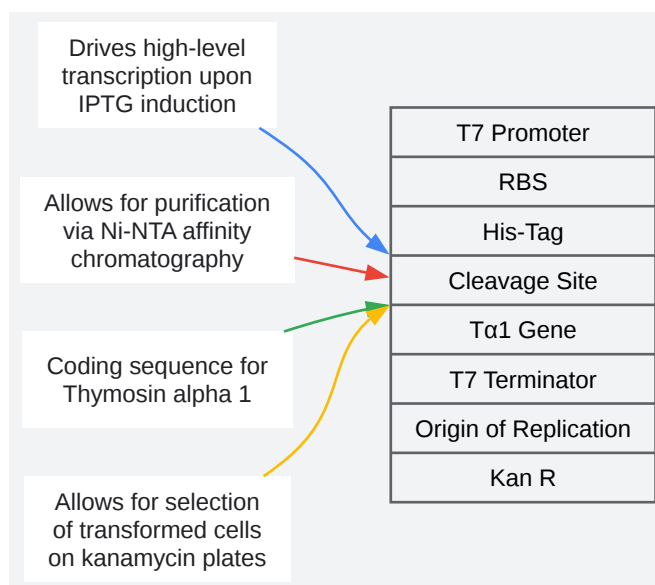 Drives high-level
transcription upon
IPTG induction
Allows for purification
via Ni-NTA affinity
chromatography
Coding sequence for
Thymosin alpha 1
Allows for selection
of transformed cells
on kanamycin plates
T7 Promoter
RBS
His-Tag
Cleavage Site
Tα1 Gene
T7 Terminator
Origin of Replication
Kan R